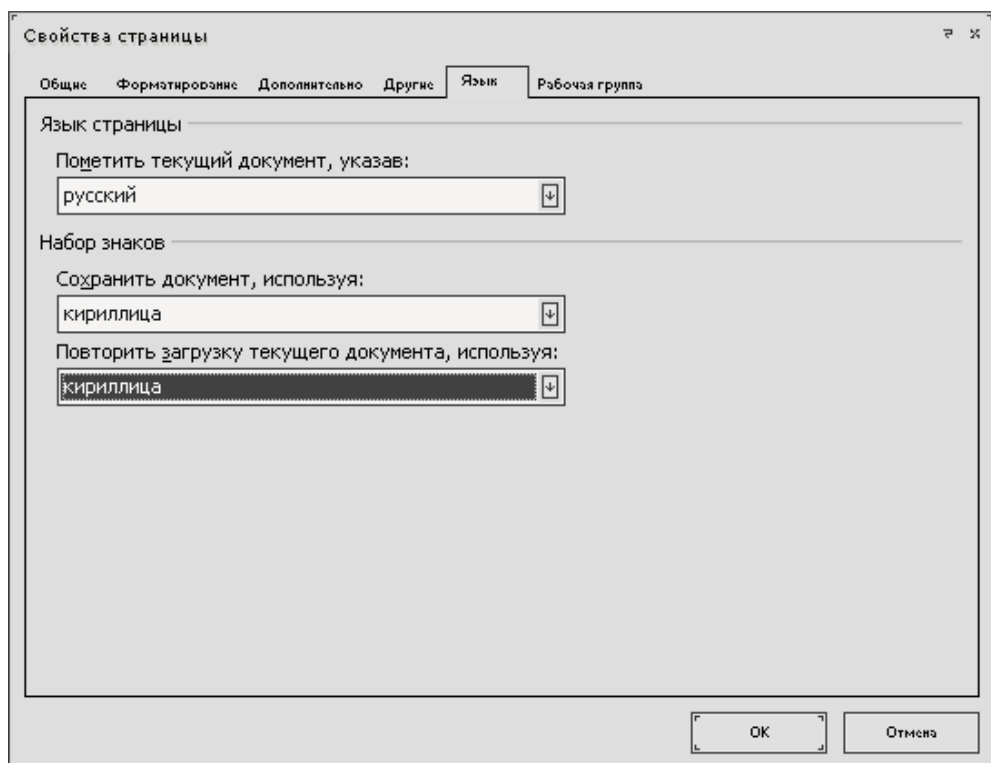 Свойства страницы
Общие Форматирование Дополнительно Другие Язык Рабочая группа
Язык страницы
Пометить текущий документ, указав:
русский
Набор знаков
Сохранить документ, используя:
кириллица
Повторить загрузку текущего документа, используя:
кириллица
ОК Отмена